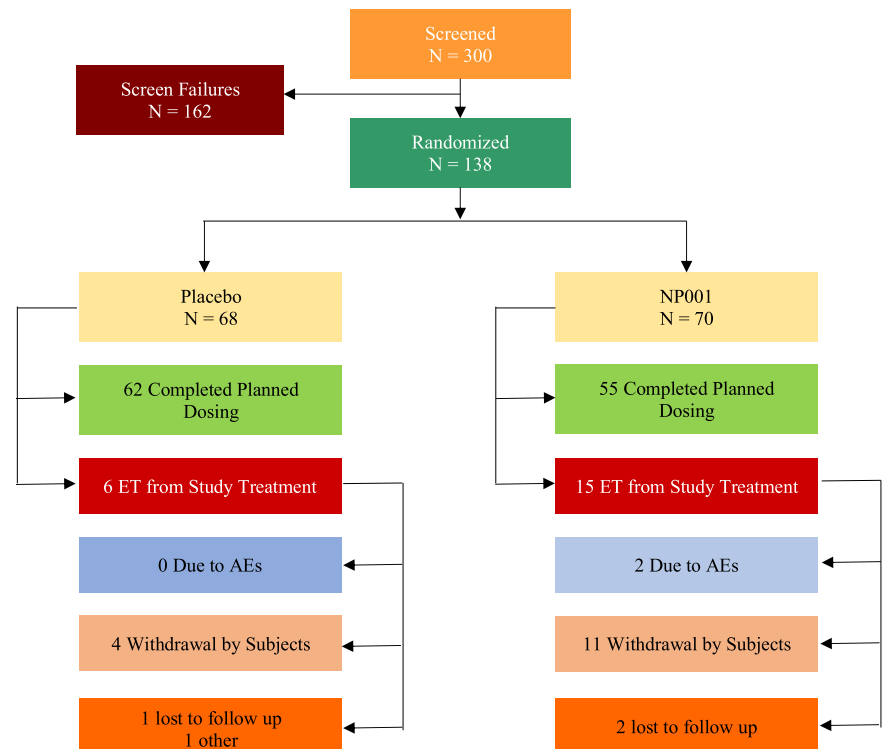 Screened
N = 300
Screen Failures
N = 162
Randomized
N = 138
Placebo
N = 68
62 Completed Planned
Dosing
6 ET from Study Treatment
0 Due to AEs
4 Withdrawal by Subjects
1 lost to follow up
1 other
NP001
N = 70
55 Completed Planned
Dosing
15 ET from Study Treatment
2 Due to AEs
11 Withdrawal by Subjects
2 lost to follow up